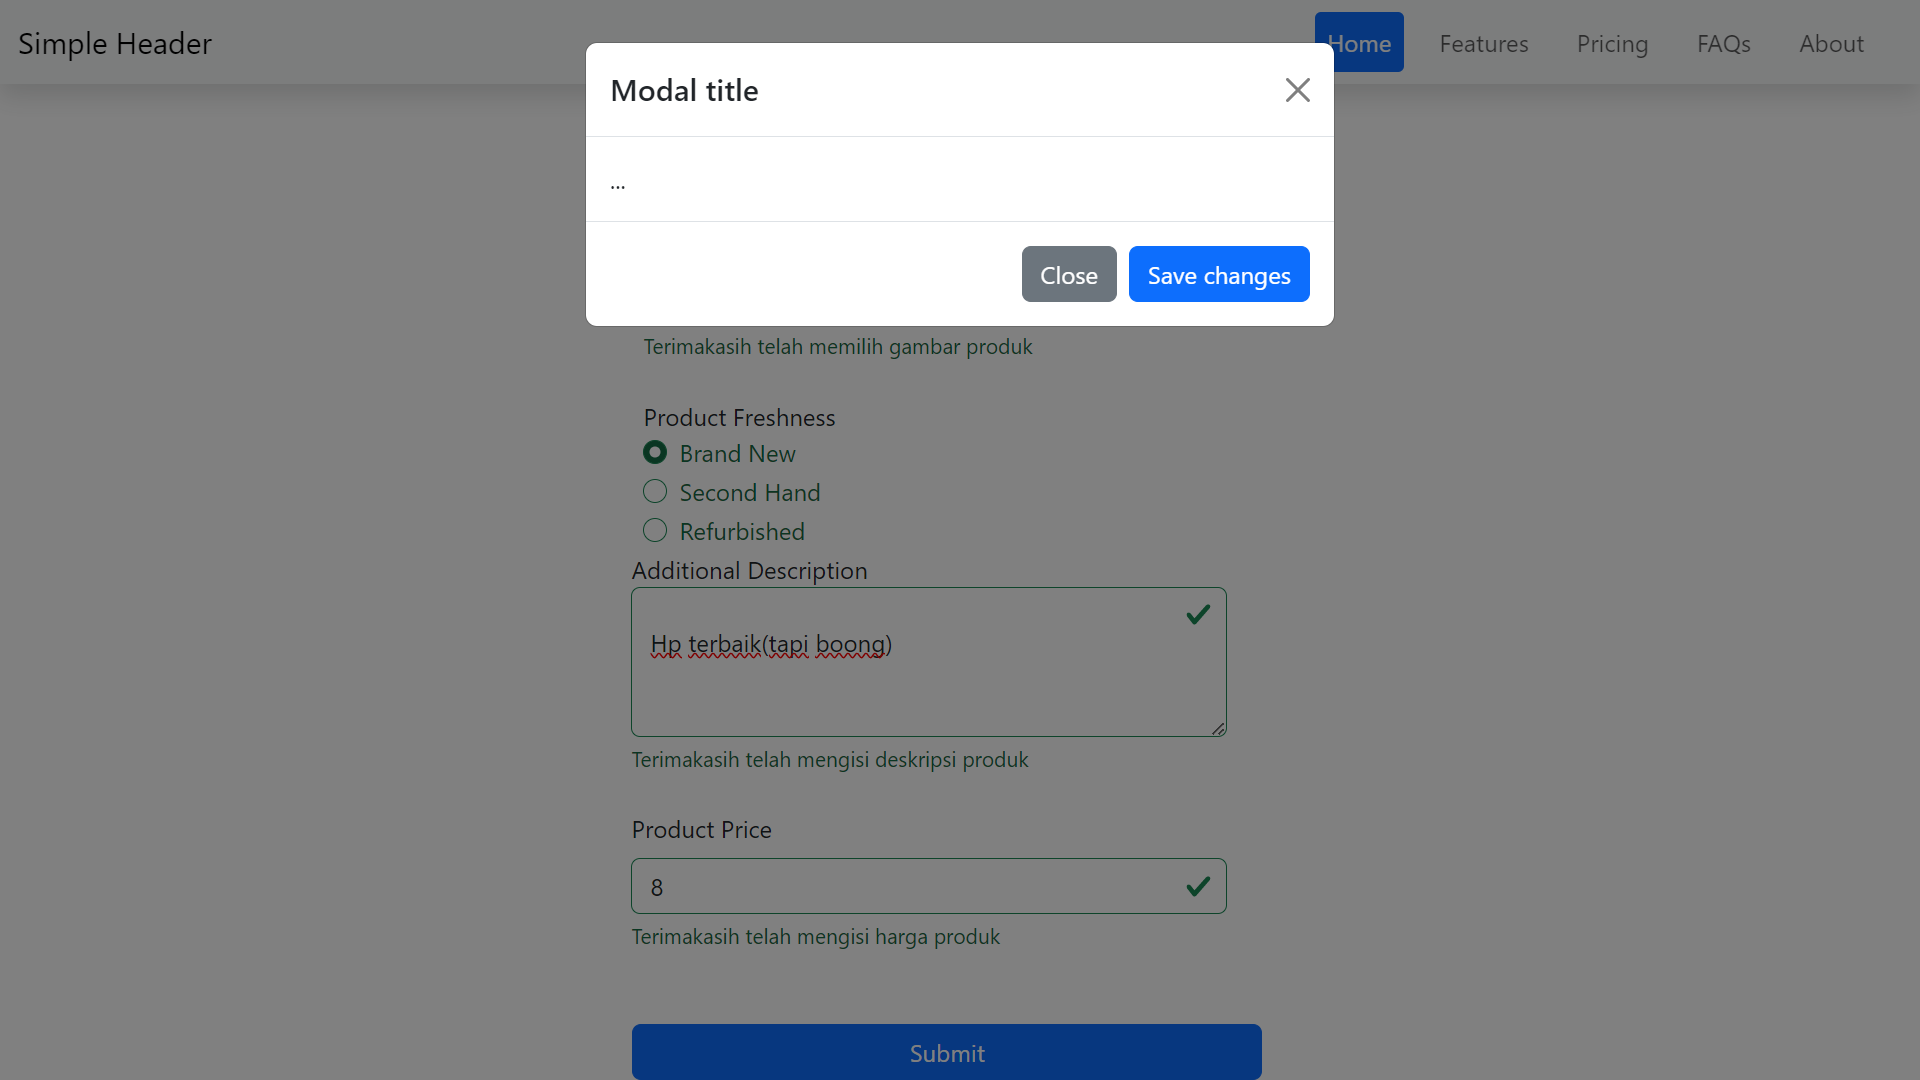 Simple Header
Home Features Pricing FAQs About
Modal title
...
Close Save changes
Terimakasih telah memilih gambar produk
Product Freshness
Brand New
Second Hand
Refurbished
Additional Description
Hp terbaik(tapi boong)
Terimakasih telah mengisi deskripsi produk
Product Price
8
Terimakasih telah mengisi harga produk
Submit